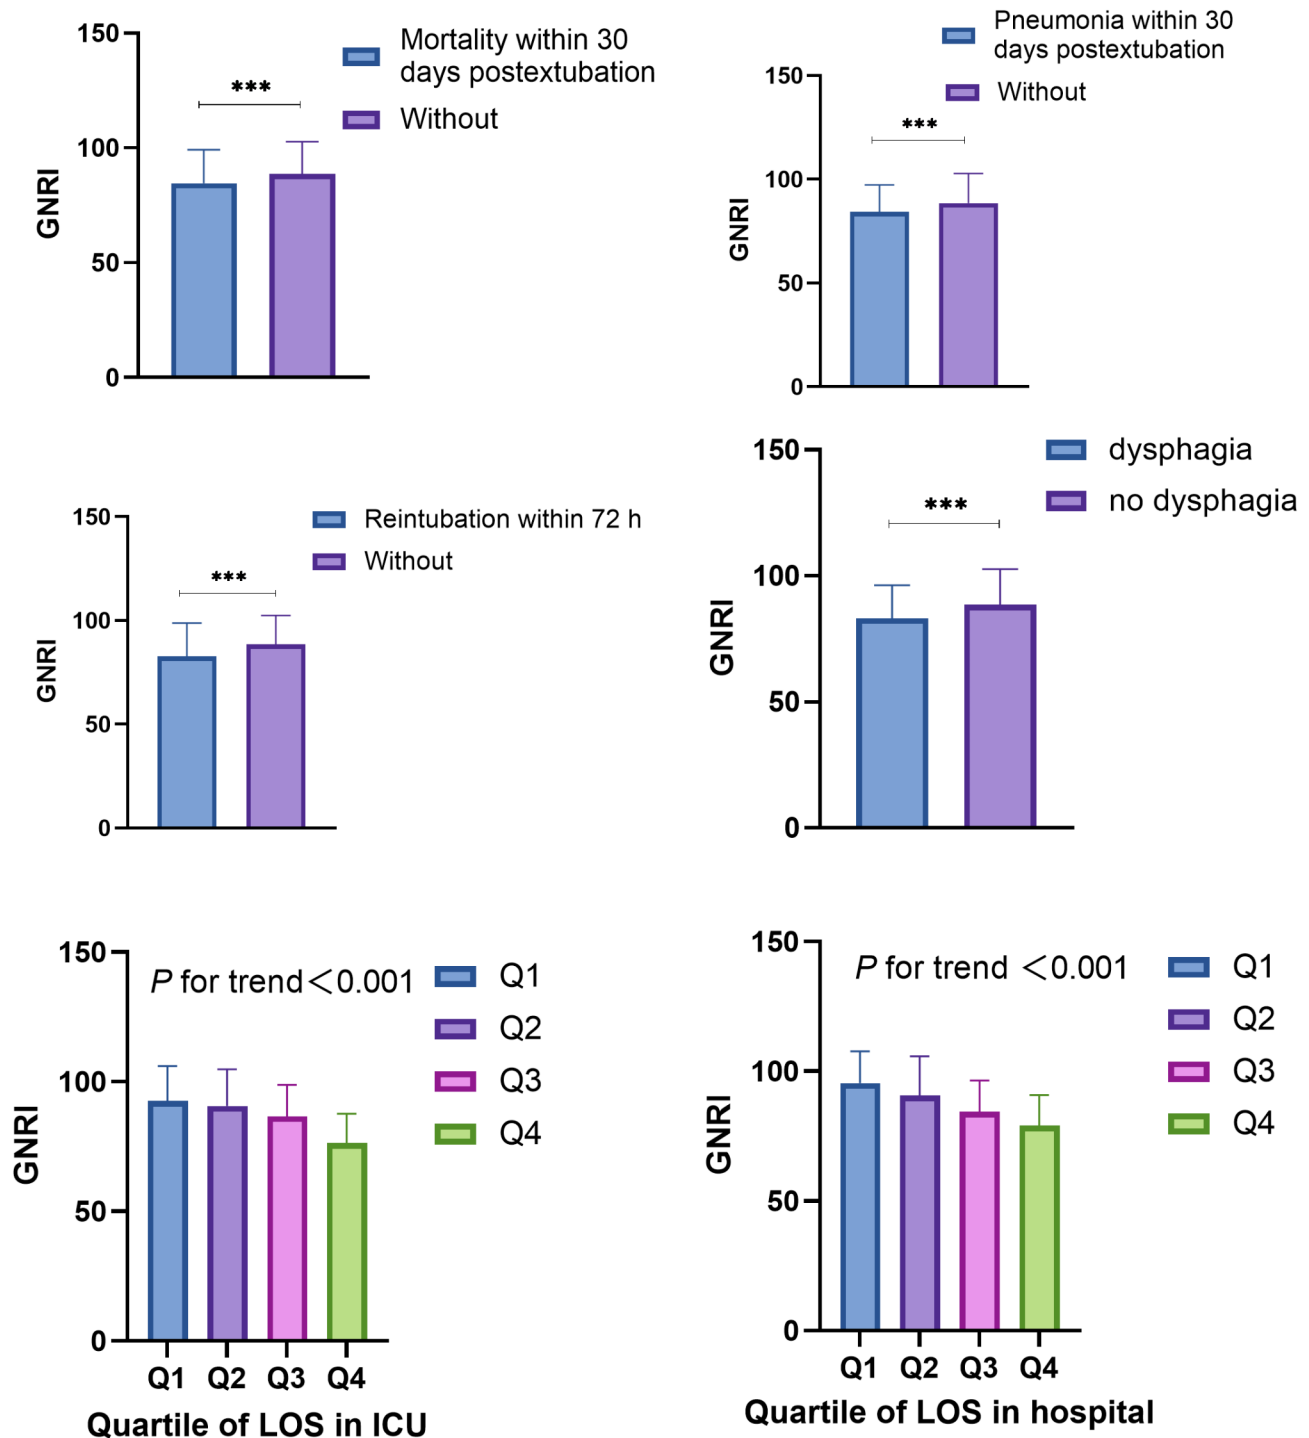 150
100
50
0
GNRI
***
Mortality within 30
days postextubation
Without
150
100
50
0
GNRI
***
Pneumonia within 30
days postextubation
Without
150
100
50
0
GNRI
***
Reintubation within 72 h
Without
150
100
50
0
GNRI
***
dysphagia
no dysphagia
150
100
50
0
GNRI
P for trend＜0.001
Q1
Q2
Q3
Q4
Q1 Q2 Q3 Q4
Quartile of LOS in ICU
150
100
50
0
GNRI
P for trend ＜0.001
Q1
Q2
Q3
Q4
Q1 Q2 Q3 Q4
Quartile of LOS in hospital